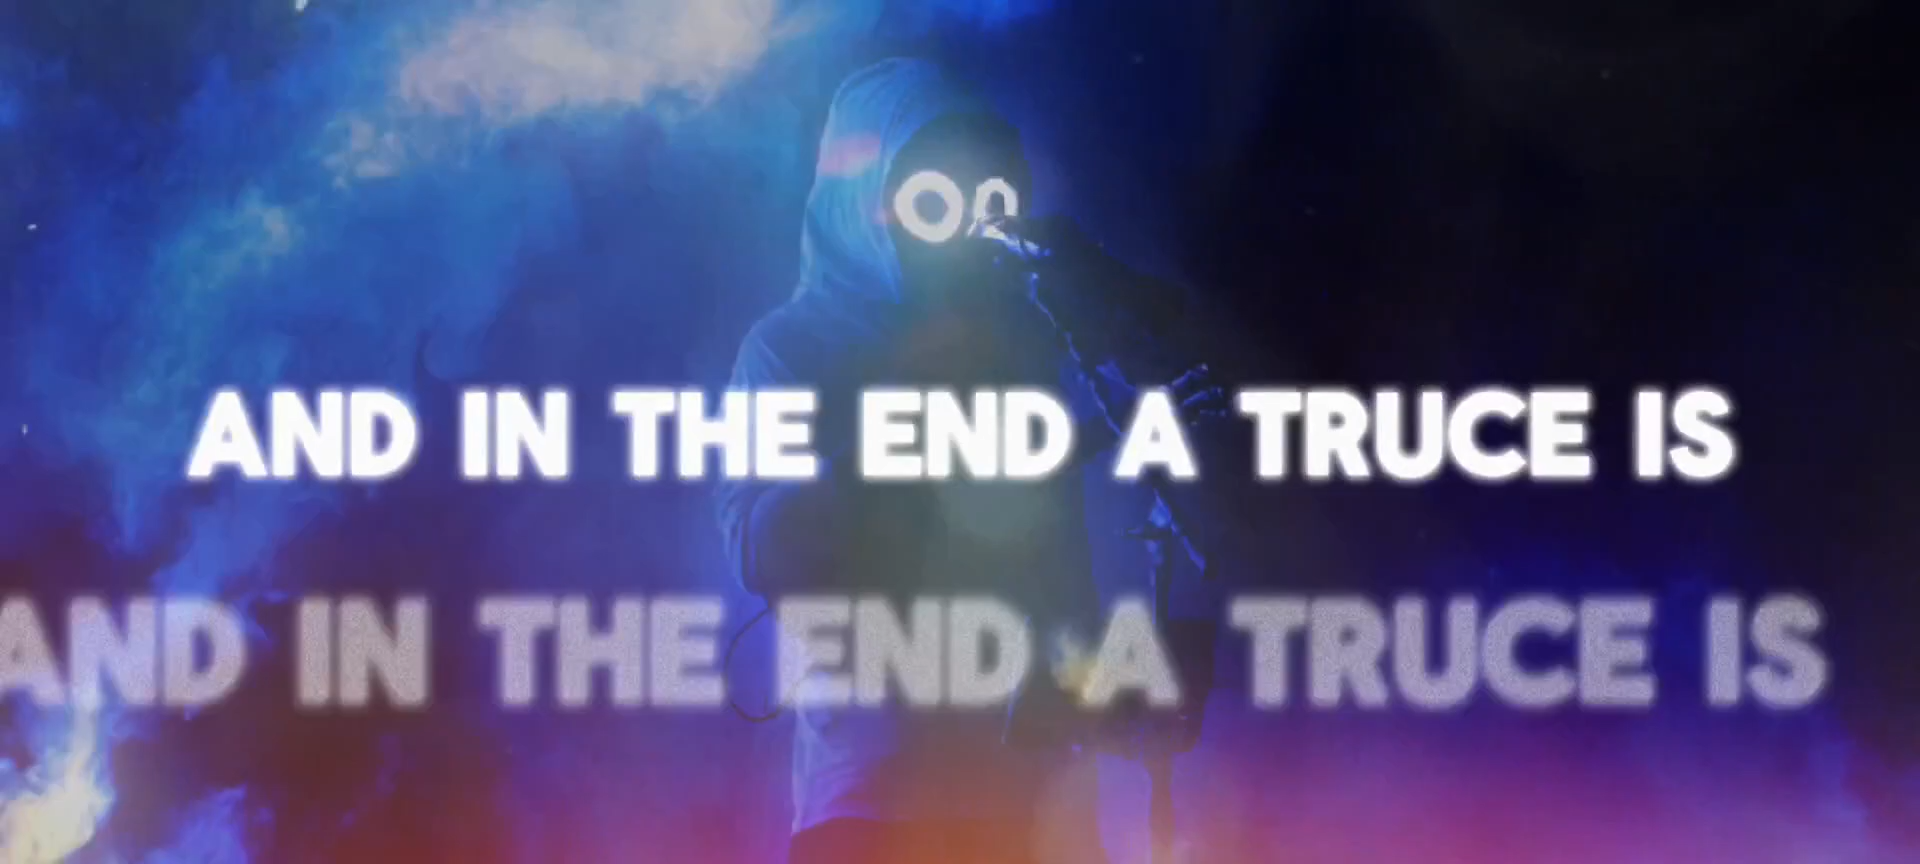 AND IN THE END A TRUCE IS
AND IN THE END A TRUCE IS